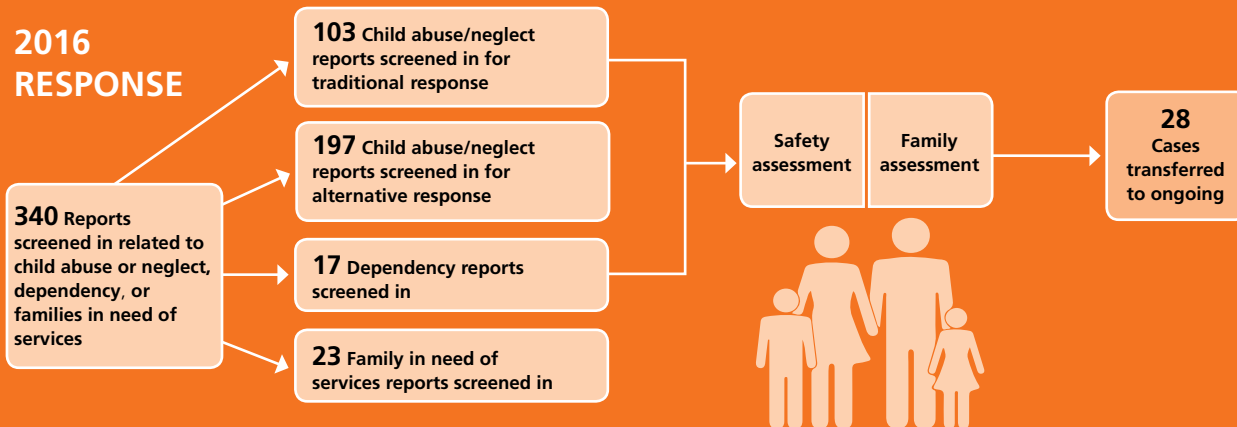 2016
RESPONSE
340 Reports
screened in related to
child abuse or neglect,
dependency, or
families in need of
services
103 Child abuse/neglect
reports screened in for
traditional response
197 Child abuse/neglect
reports screened in for
alternative response
17 Dependency reports
screened in
23 Family in need of
services reports screened in
Safety
assessment
Family
assessment
28
Cases
transferred
to ongoing